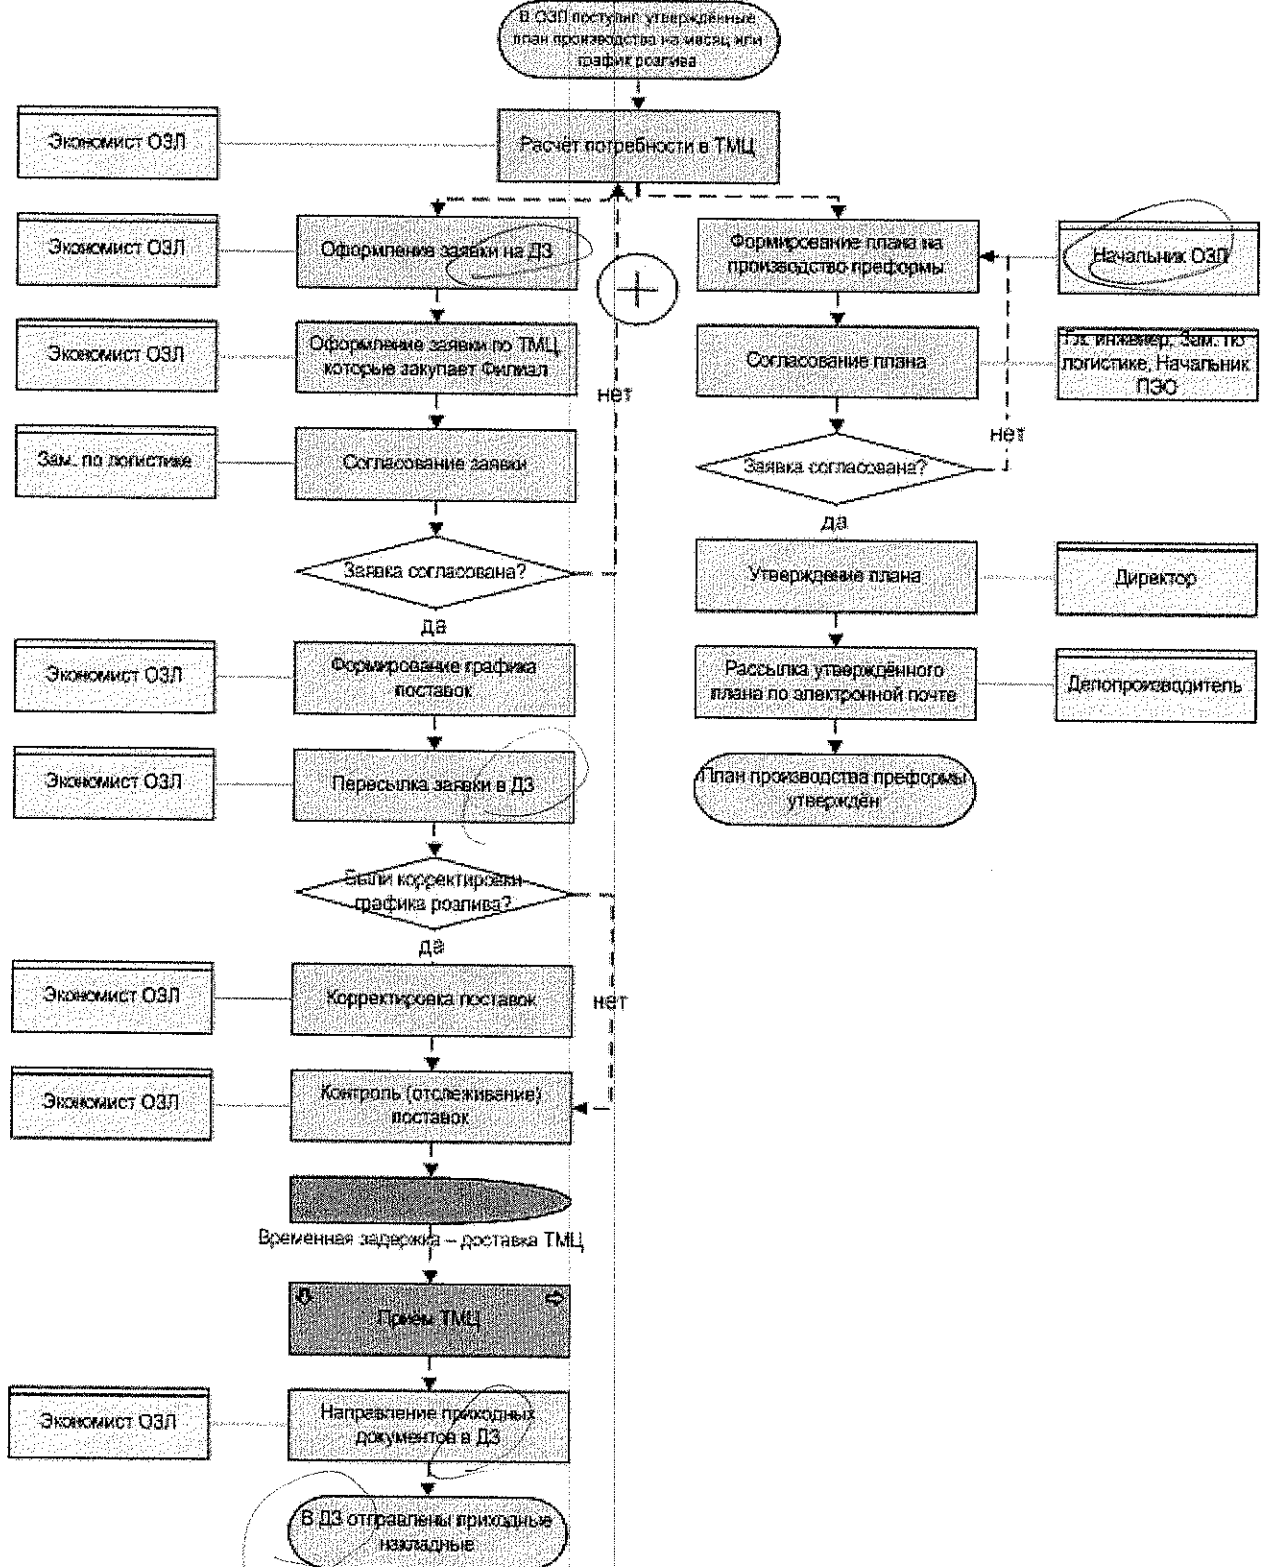 В ОЗЛ поступил утверждённые
план производства на месяц или
график розлива
Экономист ОЗЛ
Расчёт потребности в ТМЦ
Экономист ОЗЛ
Оформление заявки на ДЗ
Формирование плана на
производство преформы
Начальник ОЗЛ
Экономист ОЗЛ
Оформление заявки по ТМЦ,
которые закупает Филиал
нет
Согласование плана
Гл. инженер, Зам. по
логистике, Начальник
ПЭО
нет
Зам. по логистике
Согласование заявки
Заявка согласована?
да
Заявка согласована?
да
Утверждение плана
Директор
Экономист ОЗЛ
Формирование графика
поставок
Рассылка утверждённого
плана по электронной почте
Делопроизводитель
Экономист ОЗЛ
Пересылка заявки в ДЗ
План производства преформы
утверждён
Были корректировки
графика розлива?
да
Экономист ОЗЛ
Корректировка поставок
нет
Экономист ОЗЛ
Контроль (отслеживание)
поставок
Временная задержка – доставка ТМЦ
Приём ТМЦ
Экономист ОЗЛ
Направление приходных
документов в ДЗ
В ДЗ отправлены приходные
накладные